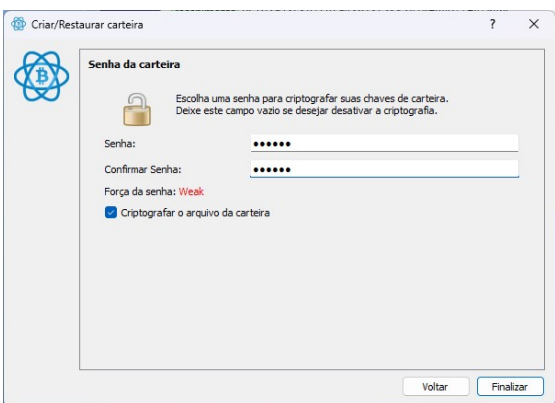 Criar/Restaurar carteira
Senha da carteira
Escolha uma senha para criptografar suas chaves de carteira.
Deixe este campo vazio se desejar desativar a criptografia.
Senha: ●●●●●●
Confirmar Senha: ●●●●●●
Força da senha: Weak
Criptografar o arquivo da carteira
Voltar Finalizar